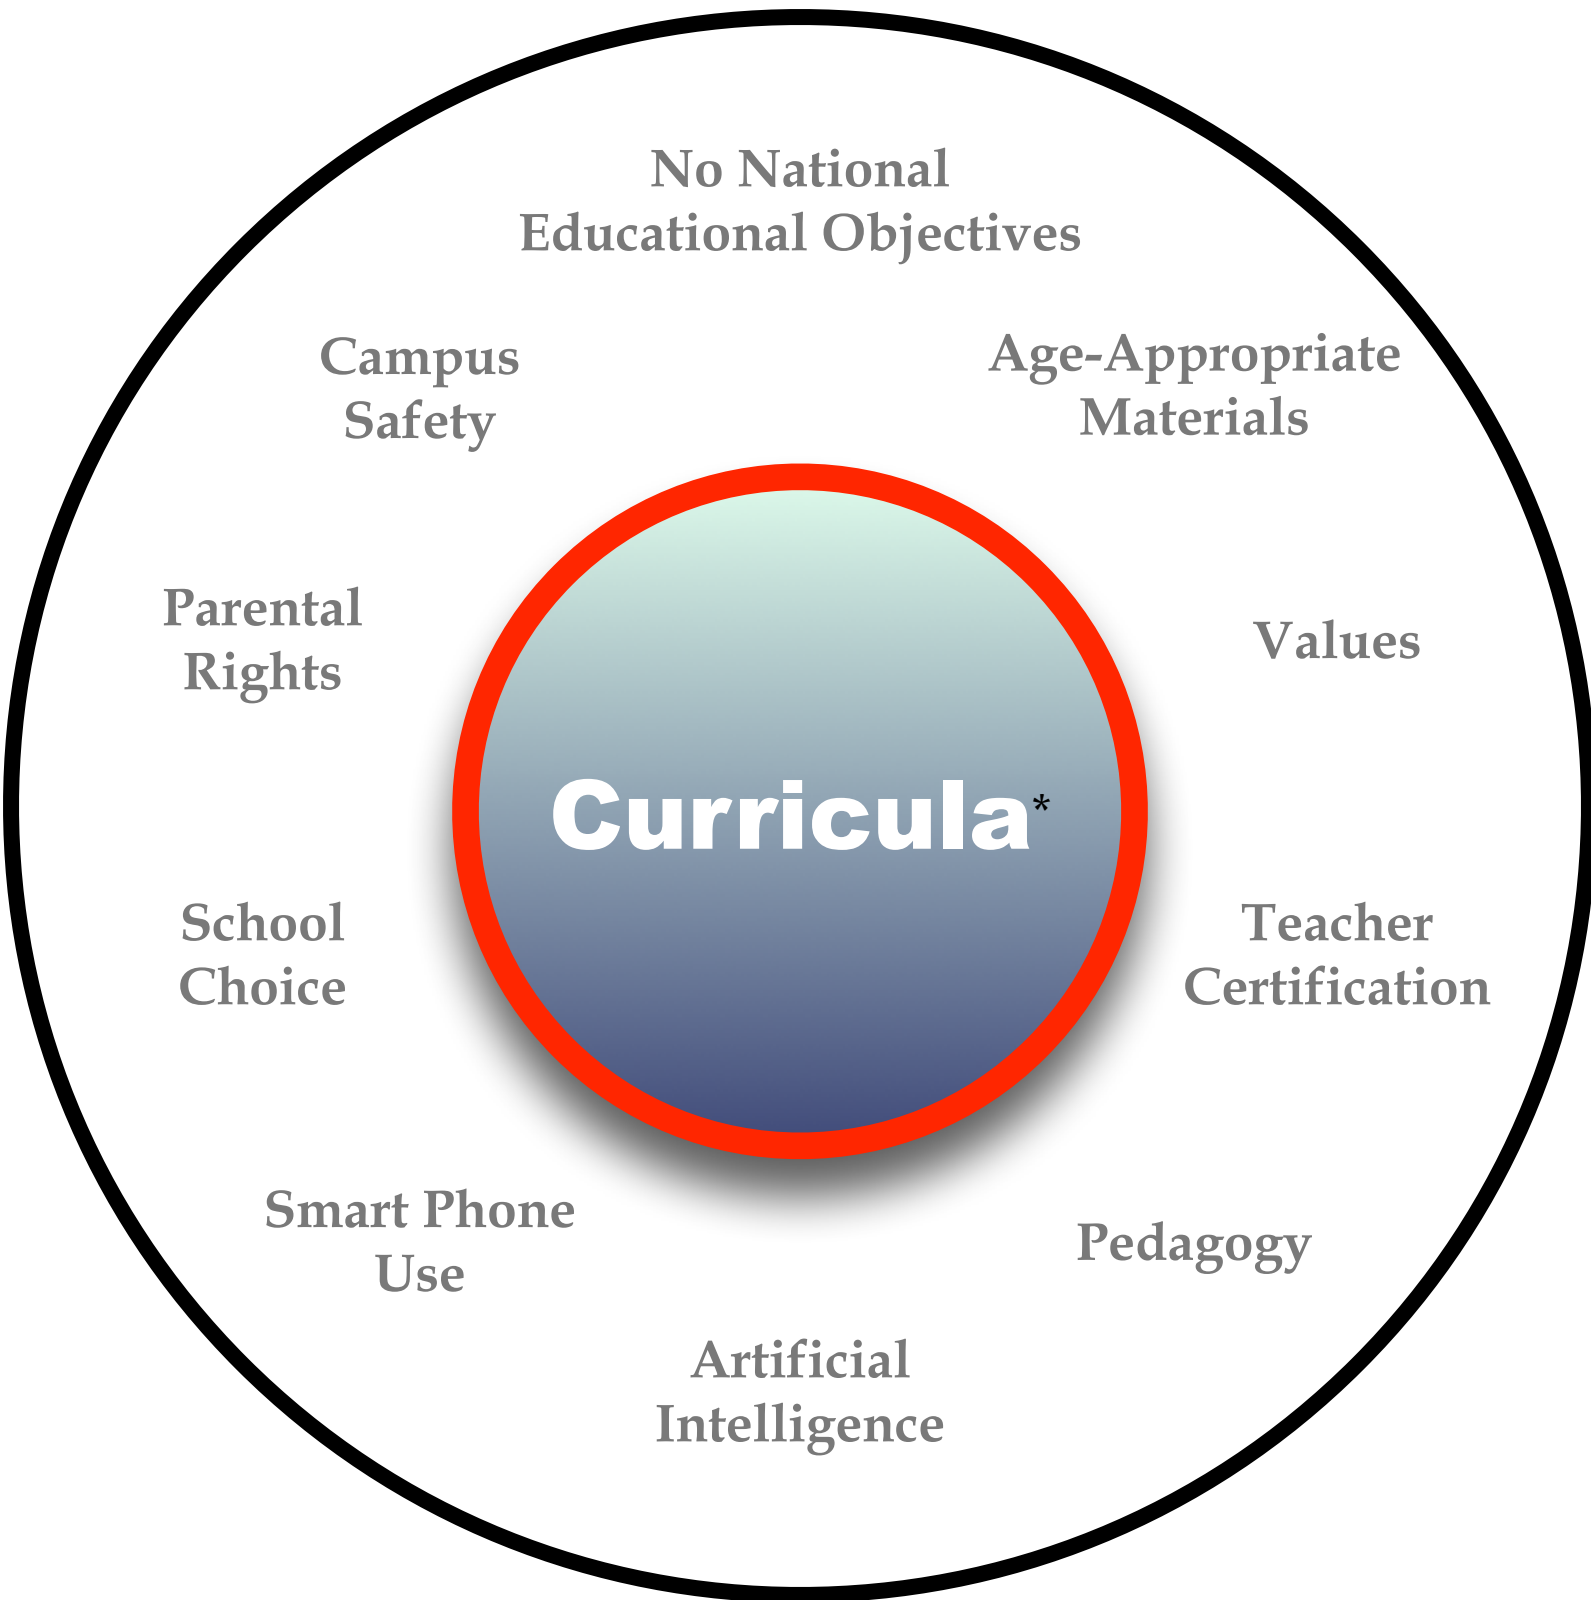 No National
Educational Objectives
Campus
Safety
Age-Appropriate
Materials
Parental
Rights
Values
Curricula*
School
Choice
Teacher
Certification
Smart Phone
Use
Pedagogy
Artificial
Intelligence